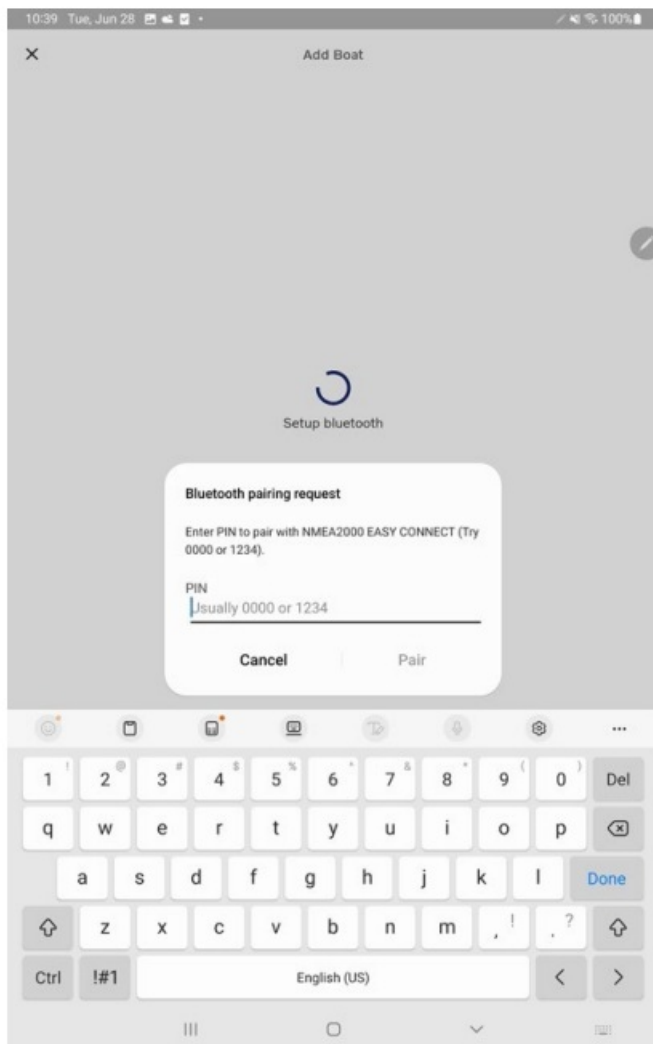 10:39 Tue, Jun 28
100%
Add Boat
Setup bluetooth
Bluetooth pairing request
Enter PIN to pair with NMEA2000 EASY CONNECT (Try
0000 or 1234).
PIN
Usually 0000 or 1234
Cancel
Pair
1 ! 2 @ 3 # 4 $ 5 % 6 ^ 7 & 8 * 9 ( 0 ) Del
q w e r t y u i o p
a s d f g h j k l Done
z x c v b n m , ! . ?
Ctrl !#1 English (US) < >